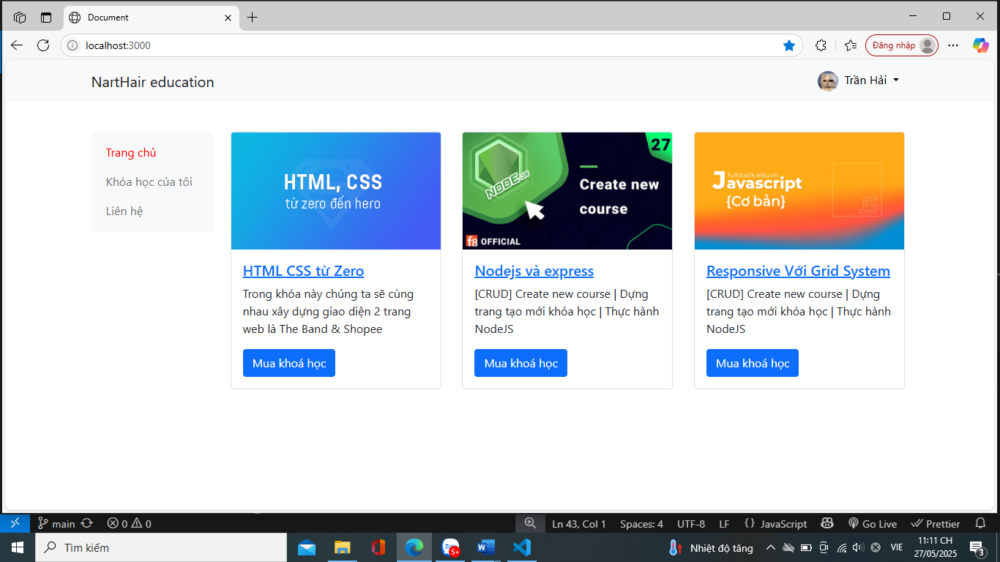 Document
localhost:3000
Đăng nhập
NartHair education
Trần Hải
Trang chủ
Khóa học của tôi
Liên hệ
HTML, CSS
từ zero đến hero
HTML CSS từ Zero
Trong khóa này chúng ta sẽ cùng
nhau xây dựng giao diện 2 trang
web là The Band & Shopee
Mua khoá học
27
NODE.JS
Create new
course
f8 OFFICIAL
NODE
Nodejs và express
[CRUD] Create new course | Dựng
trang tạo mới khóa học | Thực hành
NodeJS
Mua khoá học
fullstack.edu.vn
Javascript
{Cơ bản}
JS
Responsive Với Grid System
[CRUD] Create new course | Dựng
trang tạo mới khóa học | Thực hành
NodeJS
Mua khoá học
main
0
0
Ln 43, Col 1
Spaces: 4
UTF-8
LF
{} JavaScript
Go Live
Prettier
Tìm kiếm
Zalo
5+
W
Nhiệt độ tăng
VIE
11:11 CH
27/05/2025
3